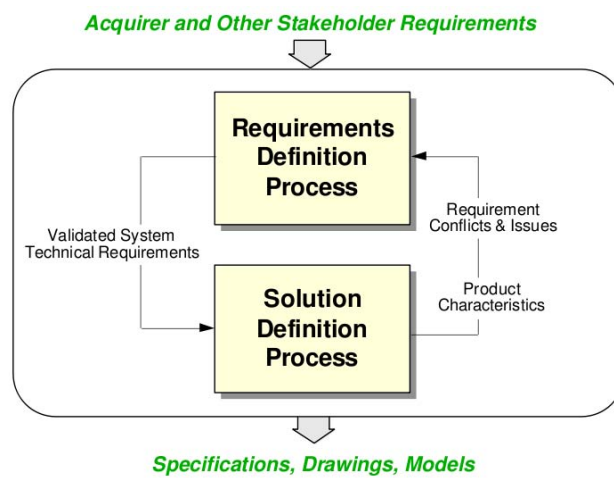 Acquirer and Other Stakeholder Requirements
Requirements
Definition
Process
Validated System
Technical Requirements
Requirement
Conflicts & Issues
Product
Characteristics
Solution
Definition
Process
Specifications, Drawings, Models